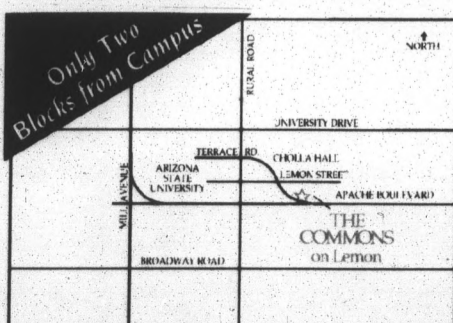 Only Two
Blocks from Campus
NORTH
RURAL ROAD
UNIVERSITY DRIVE
TERRACE RD
CHOLLA HALL
ARIZONA
STATE
UNIVERSITY
LEMON STREET
MILL AVENUE
APACHE BOULEVARD
THE
COMMONS
on Lemon
BROADWAY ROAD